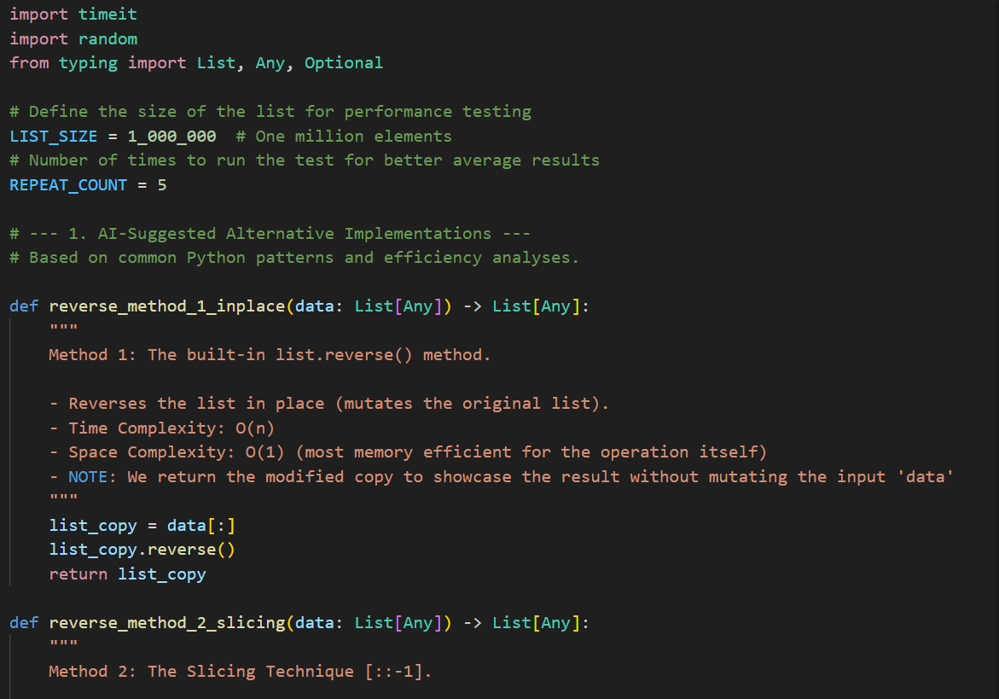 import timeit
import random
from typing import List, Any, Optional
# Define the size of the list for performance testing
LIST_SIZE = 1_000_000  # One million elements
# Number of times to run the test for better average results
REPEAT_COUNT = 5
# --- 1. AI-Suggested Alternative Implementations ---
# Based on common Python patterns and efficiency analyses.
def reverse_method_1_inplace(data: List[Any]) -> List[Any]:
    """
    Method 1: The built-in list.reverse() method.
    - Reverses the list in place (mutates the original list).
    - Time Complexity: O(n)
    - Space Complexity: O(1) (most memory efficient for the operation itself)
    - NOTE: We return the modified copy to showcase the result without mutating the input 'data'
    """
    list_copy = data[:]
    list_copy.reverse()
    return list_copy
def reverse_method_2_slicing(data: List[Any]) -> List[Any]:
    """
    Method 2: The Slicing Technique [::-1].